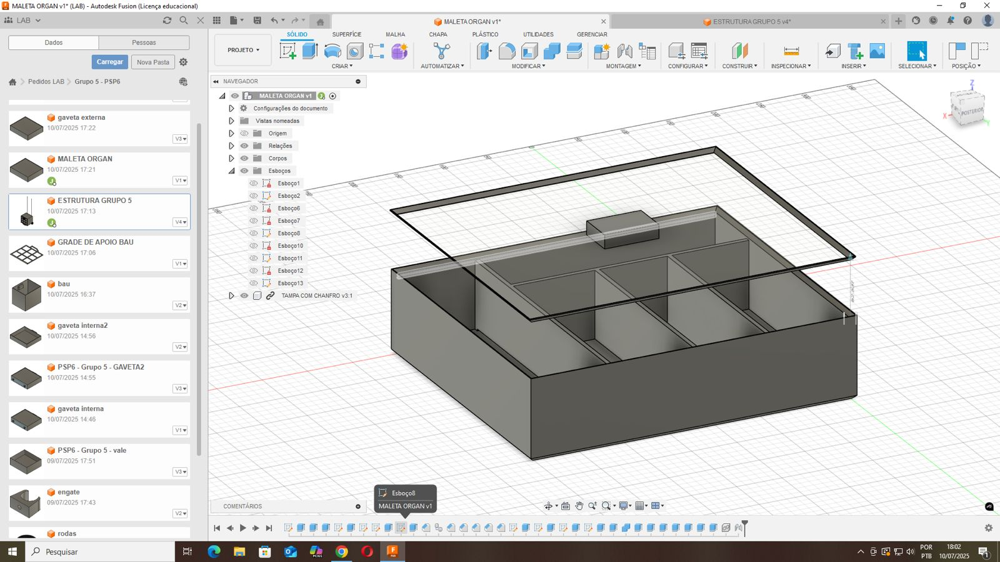 MALETA ORGAN v1* (LAB) - Autodesk Fusion (Licença educacional)
LAB
MALETA ORGAN v1*
ESTRUTURA GRUPO 5 v4*
Dados
Pessoas
Carregar
Nova Pasta
Pedidos LAB
Grupo 5 - PSP6
gaveta externa
10/07/2025 17:22
V3
MALETA ORGAN
10/07/2025 17:21
V1
ESTRUTURA GRUPO 5
10/07/2025 17:13
V4
GRADE DE APOIO BAU
10/07/2025 17:06
V1
bau
10/07/2025 16:37
V2
gaveta interna2
10/07/2025 14:56
V2
PSP6 - Grupo 5 - GAVETA2
10/07/2025 14:55
V3
gaveta interna
10/07/2025 14:46
V1
PSP6 - Grupo 5 - vale
09/07/2025 17:51
V3
engate
09/07/2025 17:43
V2
rodas
PROJETO
SÓLIDO
SUPERFÍCIE
MALHA
CHAPA
PLÁSTICO
UTILIDADES
GERENCIAR
CRIAR
AUTOMATIZAR
MODIFICAR
MONTAGEM
CONFIGURAR
CONSTRUIR
INSPECIONAR
INSERIR
SELECIONAR
POSIÇÃO
NAVEGADOR
MALETA ORGAN v1
Configurações do documento
Vistas nomeadas
Origem
Relações
Corpos
Esboços
Esboço1
Esboço2
Esboço6
Esboço7
Esboço8
Esboço10
Esboço11
Esboço12
Esboço13
TAMPA COM CHANFRO v3:1
Z
X
POSTERIOR
COMENTÁRIOS
Esboço8
MALETA ORGAN v1
Pesquisar
POR
PTB
18:02
10/07/2025